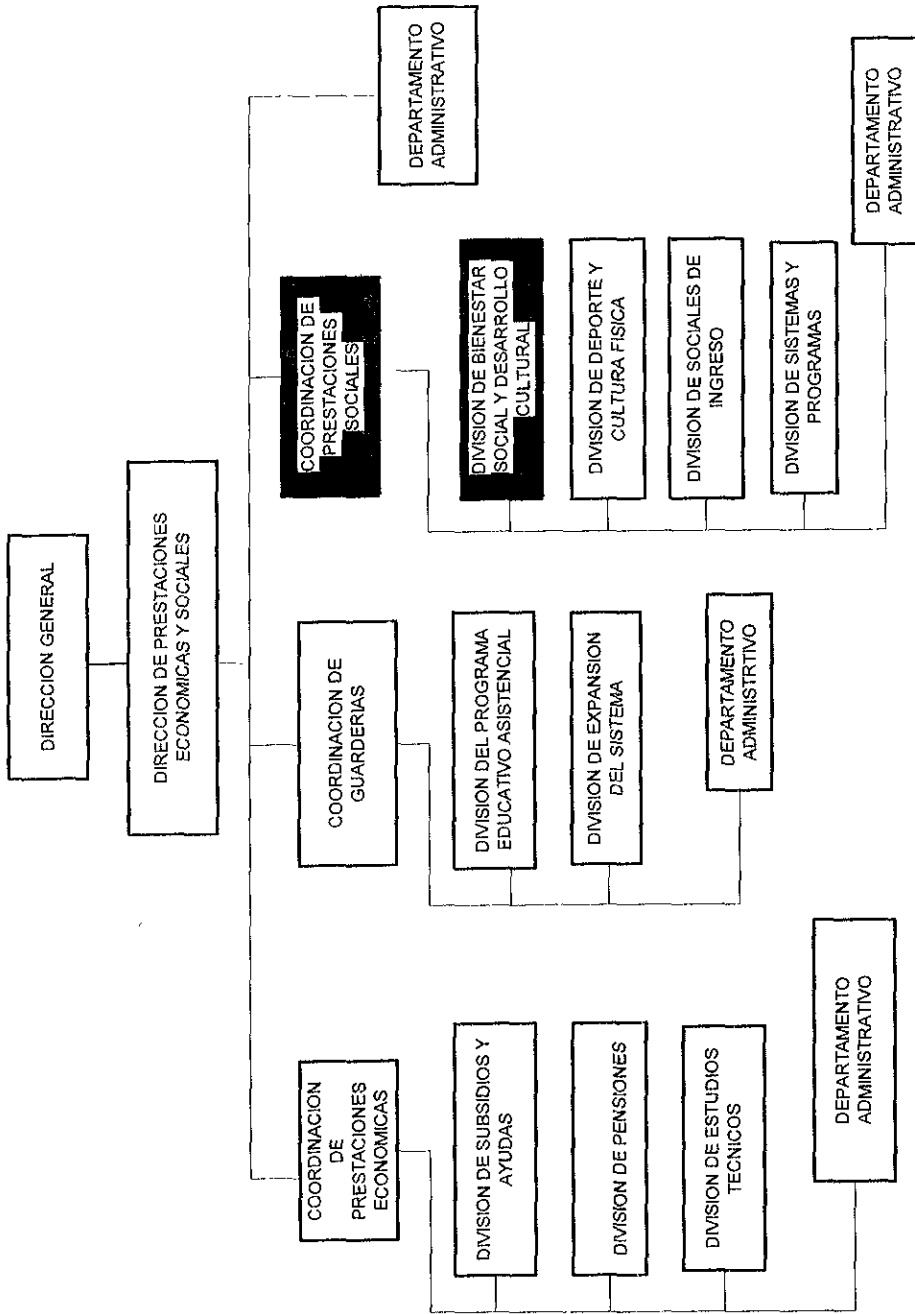 DIRECCION GENERAL
DIRECCION DE PRESTACIONES
ECONOMICAS Y SOCIALES
COORDINACION
DE
PRESTACIONES
ECONOMICAS
DIVISION DE SUBSIDIOS Y
AYUDAS
DIVISION DE PENSIONES
DIVISION DE ESTUDIOS
TECNICOS
DEPARTAMENTO
ADMINISTRATIVO
COORDINACION DE
GUARDERIAS
DIVISION DEL PROGRAMA
EDUCATIVO ASISTENCIAL
DIVISION DE EXPANSION
DEL SISTEMA
DEPARTAMENTO
ADMINISTRTIVO
COORDINACION DE
PRESTACIONES
SOCIALES
DIVISION DE BIENESTAR
SOCIAL Y DESARROLLO
CULTURAL
DIVISION DE DEPORTE Y
CULTURA FISICA
DIVISION DE SOCIALES DE
INGRESO
DIVISION DE SISTEMAS Y
PROGRAMAS
DEPARTAMENTO
ADMINISTRATIVO
DEPARTAMENTO
ADMINISTRATIVO